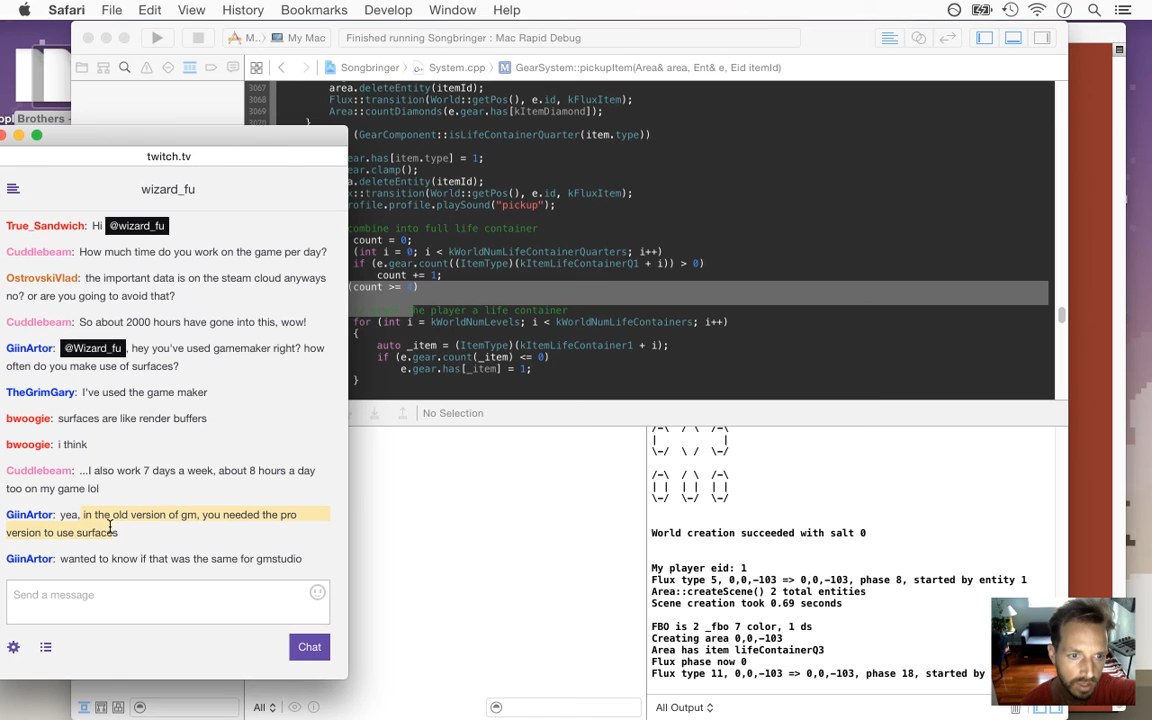 Safari File Edit View History Bookmarks Develop Window Help
M... My Mac Finished running Songbringer : Mac Rapid Debug
Songbringer System.cpp M GearSystem::pickupItem(Area& area, Ent& e, Eid itemId)
Brothers
3067 area.deleteEntity(itemId);
3068 Flux::transition(World::getPos(), e.id, kFluxItem);
3069 Area::countDiamonds(e.gear.has[kItemDiamond]);
3070 }
(GearComponent::isLifeContainerQuarter(item.type))
ear.has[item.type] = 1;
ear.clamp();
a.deleteEntity(itemId);
x::transition(World::getPos(), e.id, kFluxItem);
rofile.profile.playSound("pickup");
combine into full life container
count = 0;
(int i = 0; i < kWorldNumLifeContainerQuarters; i++)
if (e.gear.count((ItemType)(kItemLifeContainerQ1 + i)) > 0)
count += 1;
(count >= 4)
the player a life container
for (int i = kWorldNumLevels; i < kWorldNumLifeContainers; i++)
{
auto _item = (ItemType)(kItemLifeContainer1 + i);
if (e.gear.count(_item) <= 0)
e.gear.has[_item] = 1;
}
No Selection
twitch.tv
wizard_fu
True_Sandwich: Hi @wizard_fu
Cuddlebeam: How much time do you work on the game per day?
OstrovskiVlad: the important data is on the steam cloud anyways
no? or are you going to avoid that?
Cuddlebeam: So about 2000 hours have gone into this, wow!
GiinArtor: @Wizard_fu , hey you've used gamemaker right? how
often do you make use of surfaces?
TheGrimGary: I've used the game maker
bwoogie: surfaces are like render buffers
bwoogie: i think
Cuddlebeam: ...I also work 7 days a week, about 8 hours a day
too on my game lol
GiinArtor: yea, in the old version of gm, you needed the pro
version to use surfaces
GiinArtor: wanted to know if that was the same for gmstudio
Send a message
Chat
/-\ / \ /-\
| |
\-/ \ / \-/
/-\ / \ /-\
| | | | | |
\-/ \-/ \-/
World creation succeeded with salt 0
My player eid: 1
Flux type 5, 0,0,-103 => 0,0,-103, phase 8, started by entity 1
Area::createScene() 2 total entities
Scene creation took 0.69 seconds
FBO is 2 _fbo 7 color, 1 ds
Creating area 0,0,-103
Area has item lifeContainerQ3
Flux phase now 0
Flux type 11, 0,0,-103 => 0,0,-103, phase 18, started by
All
All Output